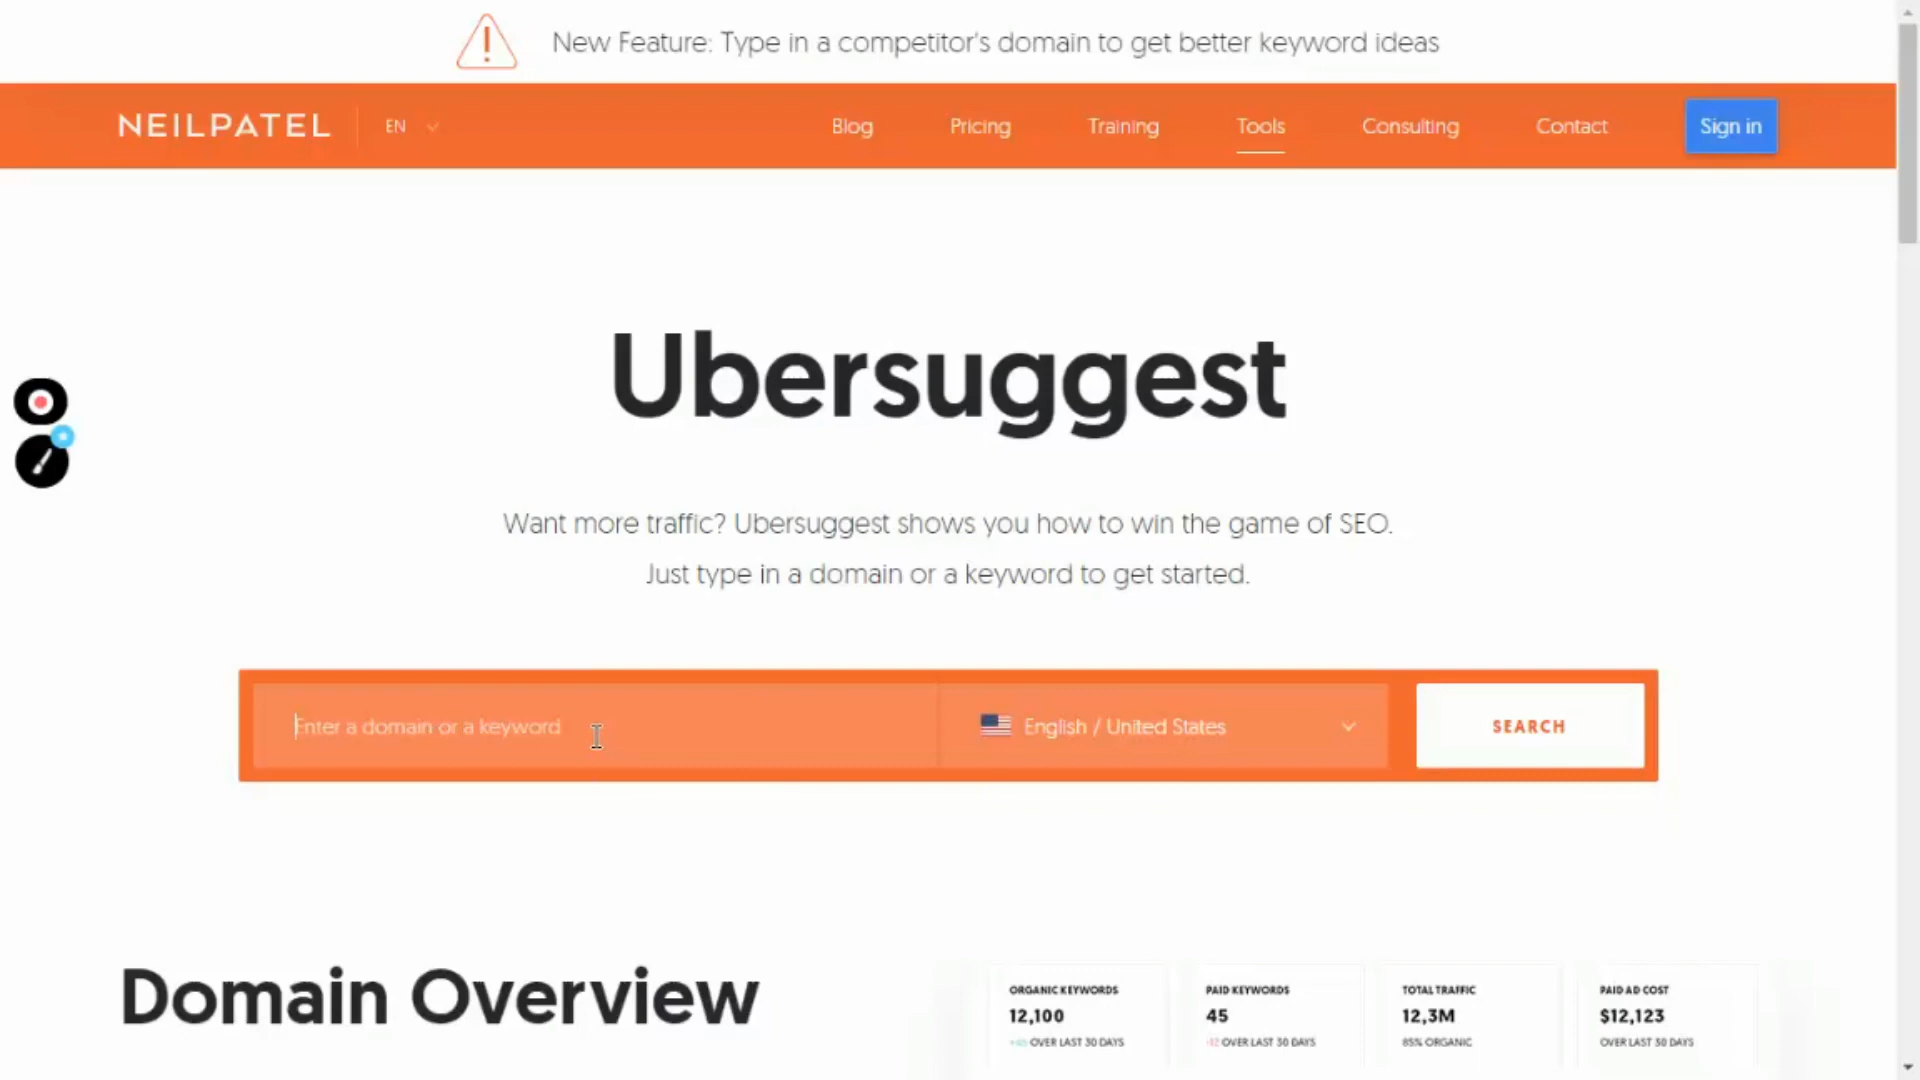 New Feature: Type in a competitor's domain to get better keyword ideas
NEILPATEL EN Blog Pricing Training Tools Consulting Contact Sign in
Ubersuggest
Want more traffic? Ubersuggest shows you how to win the game of SEO.
Just type in a domain or a keyword to get started.
Enter a domain or a keyword English / United States SEARCH
Domain Overview
ORGANIC KEYWORDS PAID KEYWORDS TOTAL TRAFFIC PAID AD COST
12,100 45 12,3M $12,123
OVER LAST 30 DAYS -12 OVER LAST 30 DAYS 85% ORGANIC OVER LAST 30 DAYS